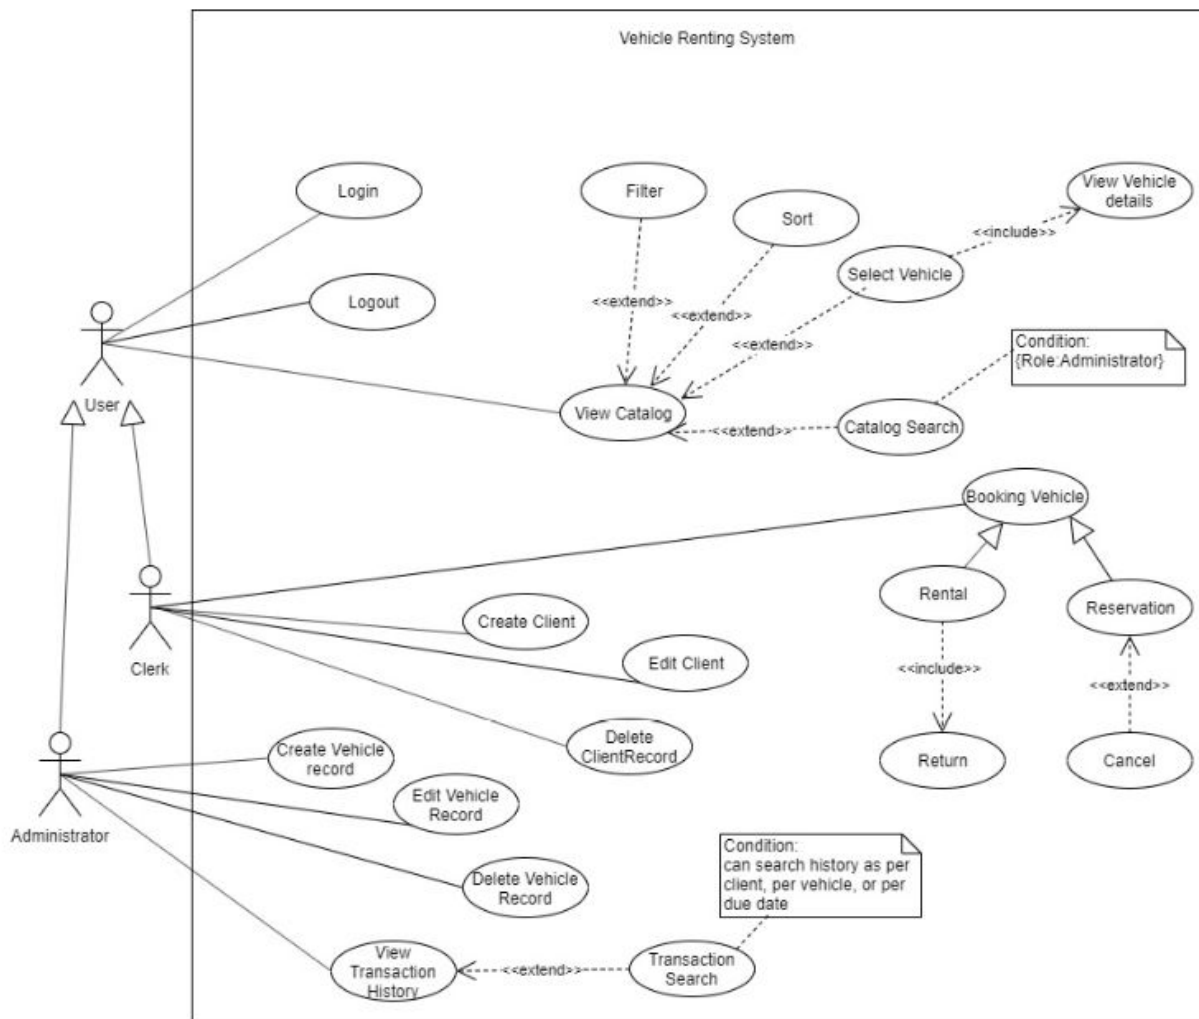 Vehicle Renting System
Login
Filter
View Vehicle
details
Sort
<<include>>
Select Vehicle
Logout
<<extend>>
<<extend>>
<<extend>>
Condition:
{Role:Administrator}
User
View Catalog
<<extend>>
Catalog Search
Booking Vehicle
Rental
Reservation
Create Client
Edit Client
Clerk
<<include>>
<<extend>>
Delete
ClientRecord
Return
Cancel
Create Vehicle
record
Edit Vehicle
Record
Administrator
Condition:
can search history as per
client, per vehicle, or per
due date
Delete Vehicle
Record
View
Transaction
History
<<extend>>
Transaction
Search